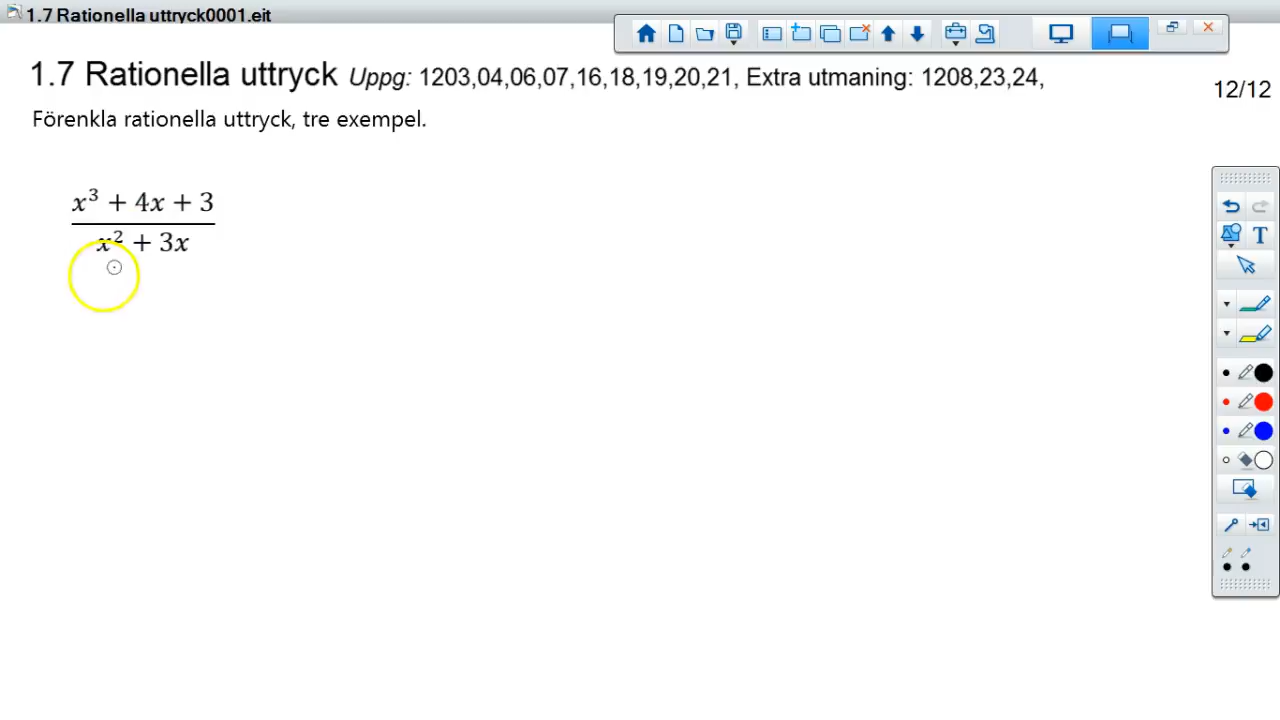 1.7 Rationella uttryck0001.eit
1.7 Rationella uttryck Uppg: 1203,04,06,07,16,18,19,20,21, Extra utmaning: 1208,23,24,
12/12
Förenkla rationella uttryck, tre exempel.
x³ + 4x + 3
x² + 3x
T